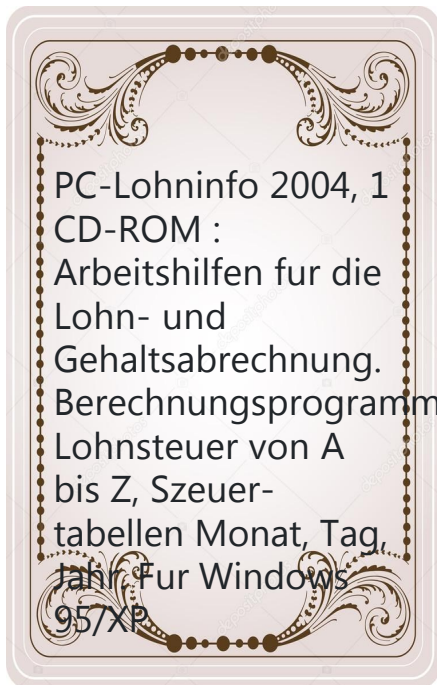 PC-Lohninfo 2004, 1
CD-ROM :
Arbeitshilfen fur die
Lohn- und
Gehaltsabrechnung.
Berechnungsprogramm
Lohnsteuer von A
bis Z, Szeuer-
tabellen Monat, Tag,
Jahr. Fur Windows
95/XP